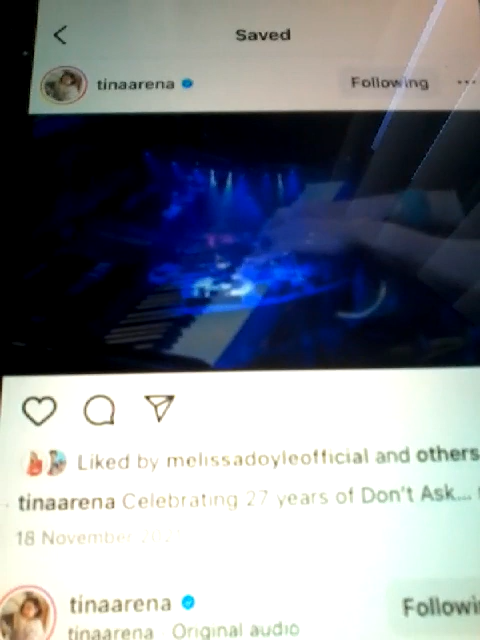 Saved
tinaarena Following ...
Liked by melissadoyleofficial and others
tinaarena Celebrating 27 years of Don't Ask...
18 November
tinaarena
tinaarena Original audio